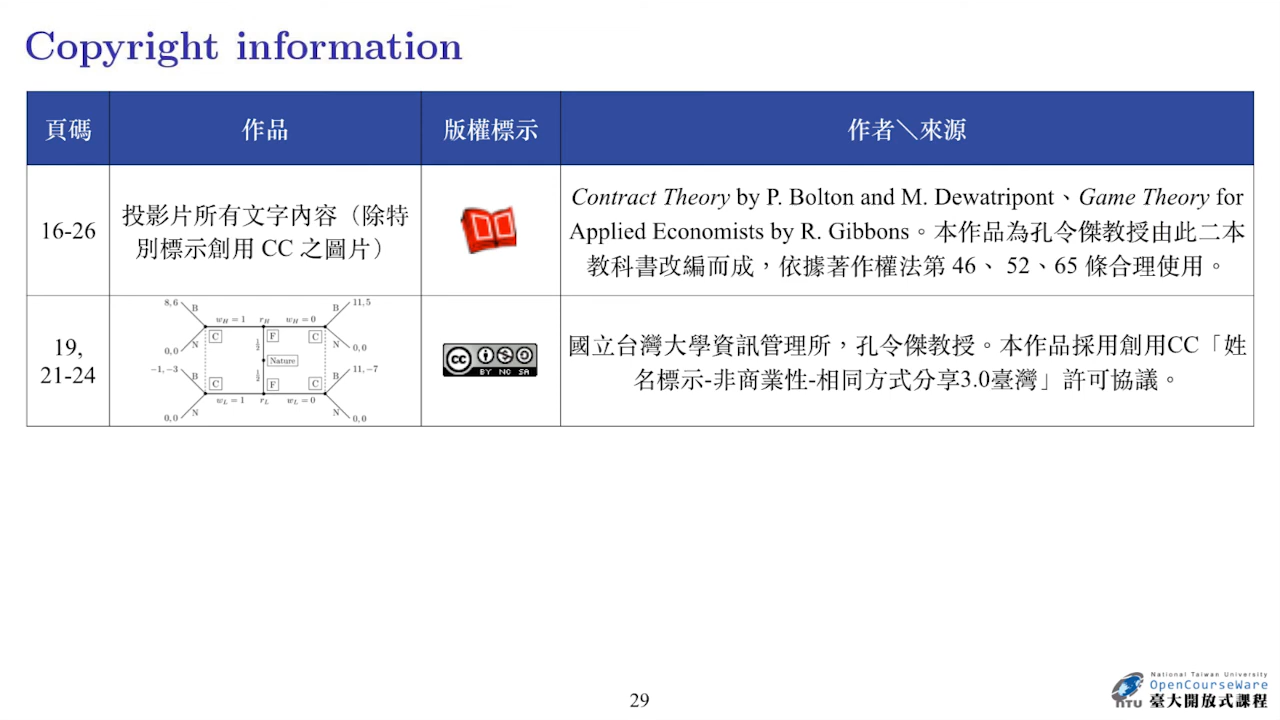 Copyright information
頁碼
作品
版權標示
作者＼來源
16-26
投影片所有文字內容（除特
別標示創用 CC 之圖片）
Contract Theory by P. Bolton and M. Dewatripont、Game Theory for
Applied Economists by R. Gibbons。本作品為孔令傑教授由此二本
教科書改編而成，依據著作權法第 46、 52、65 條合理使用。
19,
21-24
8, 6
B
w_H = 1
r_H
w_H = 0
B
11, 5
C
F
C
0, 0
N
1/2
N
0, 0
Nature
−1, −3
B
1/2
B
11, −7
C
F
C
w_L = 1
r_L
w_L = 0
0, 0
N
N
0, 0
cc
BY NC SA
國立台灣大學資訊管理所，孔令傑教授。本作品採用創用CC「姓
名標示-非商業性-相同方式分享3.0臺灣」許可協議。
29
National Taiwan University
OpenCourseWare
NTU 臺大開放式課程